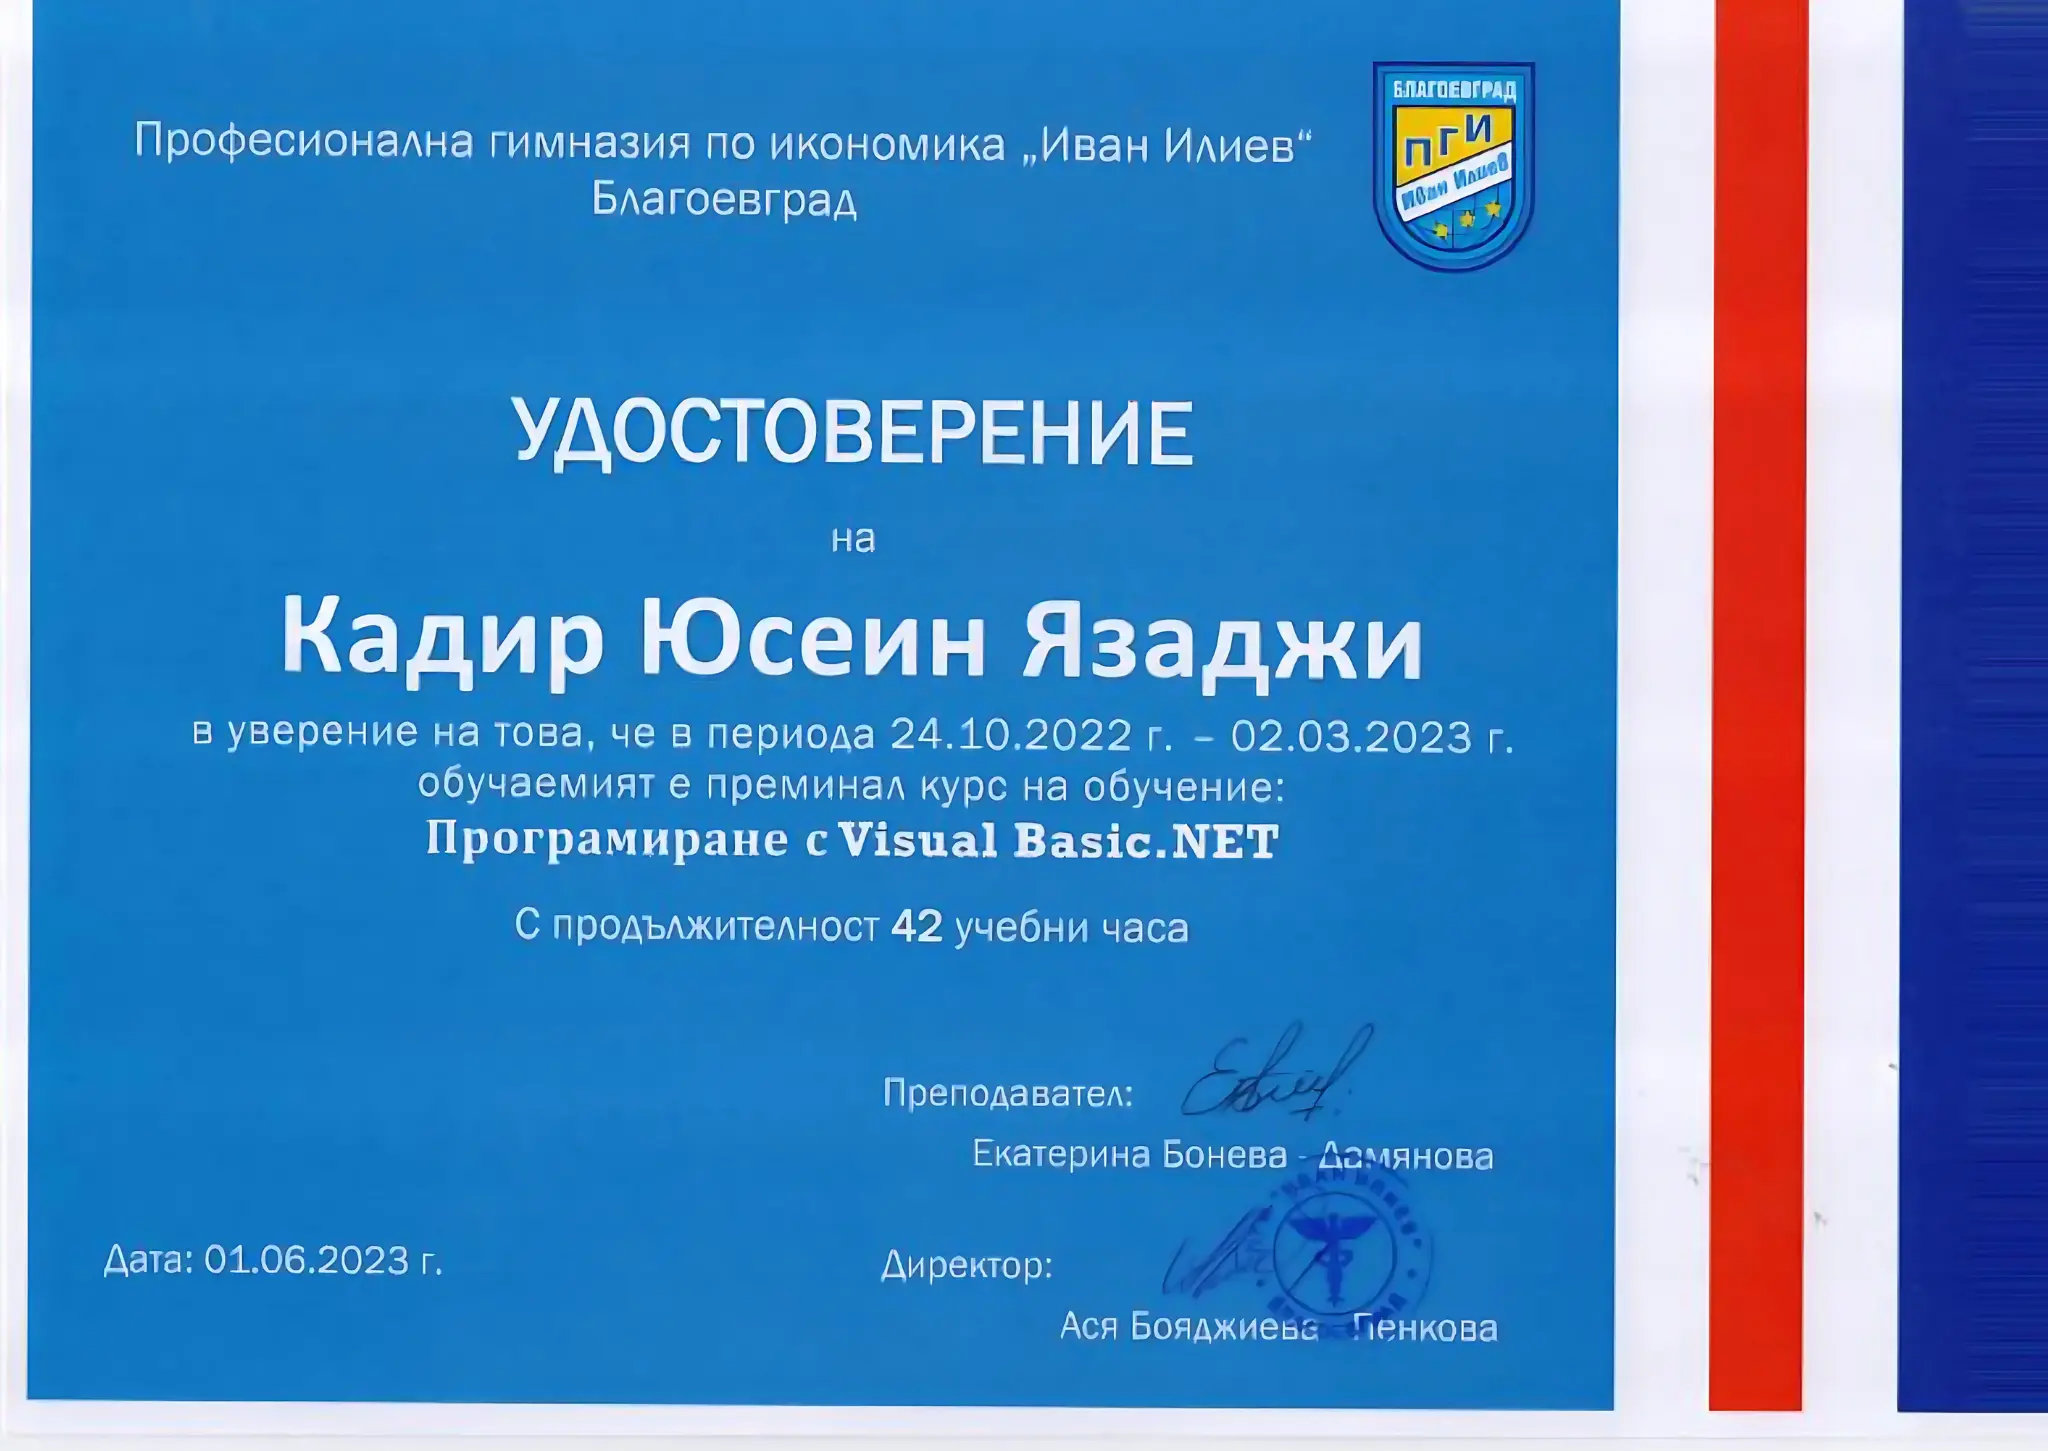 Професионална гимназия по икономика „Иван Илиев“
Благоевград
БЛАГОЕВГРАД
ПГИ
Иван Илиев
УДОСТОВЕРЕНИЕ
на
Кадир Юсеин Язаджи
в уверение на това, че в периода 24.10.2022 г. – 02.03.2023 г.
обучаемият е преминал курс на обучение:
Програмиране с Visual Basic.NET
С продължителност 42 учебни часа
Преподавател:
Екатерина Бонева - Дамянова
Дата: 01.06.2023 г.
Директор:
Ася Бояджиева Пенкова